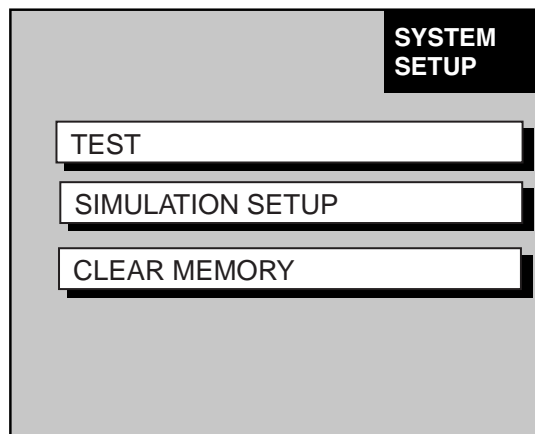 SYSTEM
SETUP
TEST
SIMULATION SETUP
CLEAR MEMORY